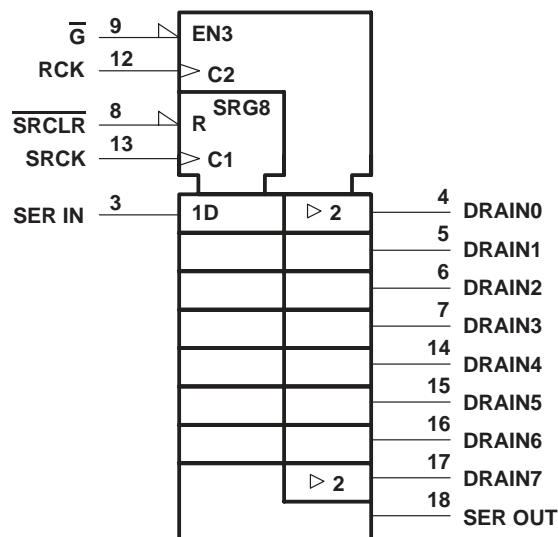 G̅ 9 EN3
RCK 12 C2
SRG8
S̅R̅C̅L̅R̅ 8 R
SRCK 13 C1
SER IN 3 1D ▷ 2 4 DRAIN0
5 DRAIN1
6 DRAIN2
7 DRAIN3
14 DRAIN4
15 DRAIN5
16 DRAIN6
▷ 2 17 DRAIN7
18 SER OUT